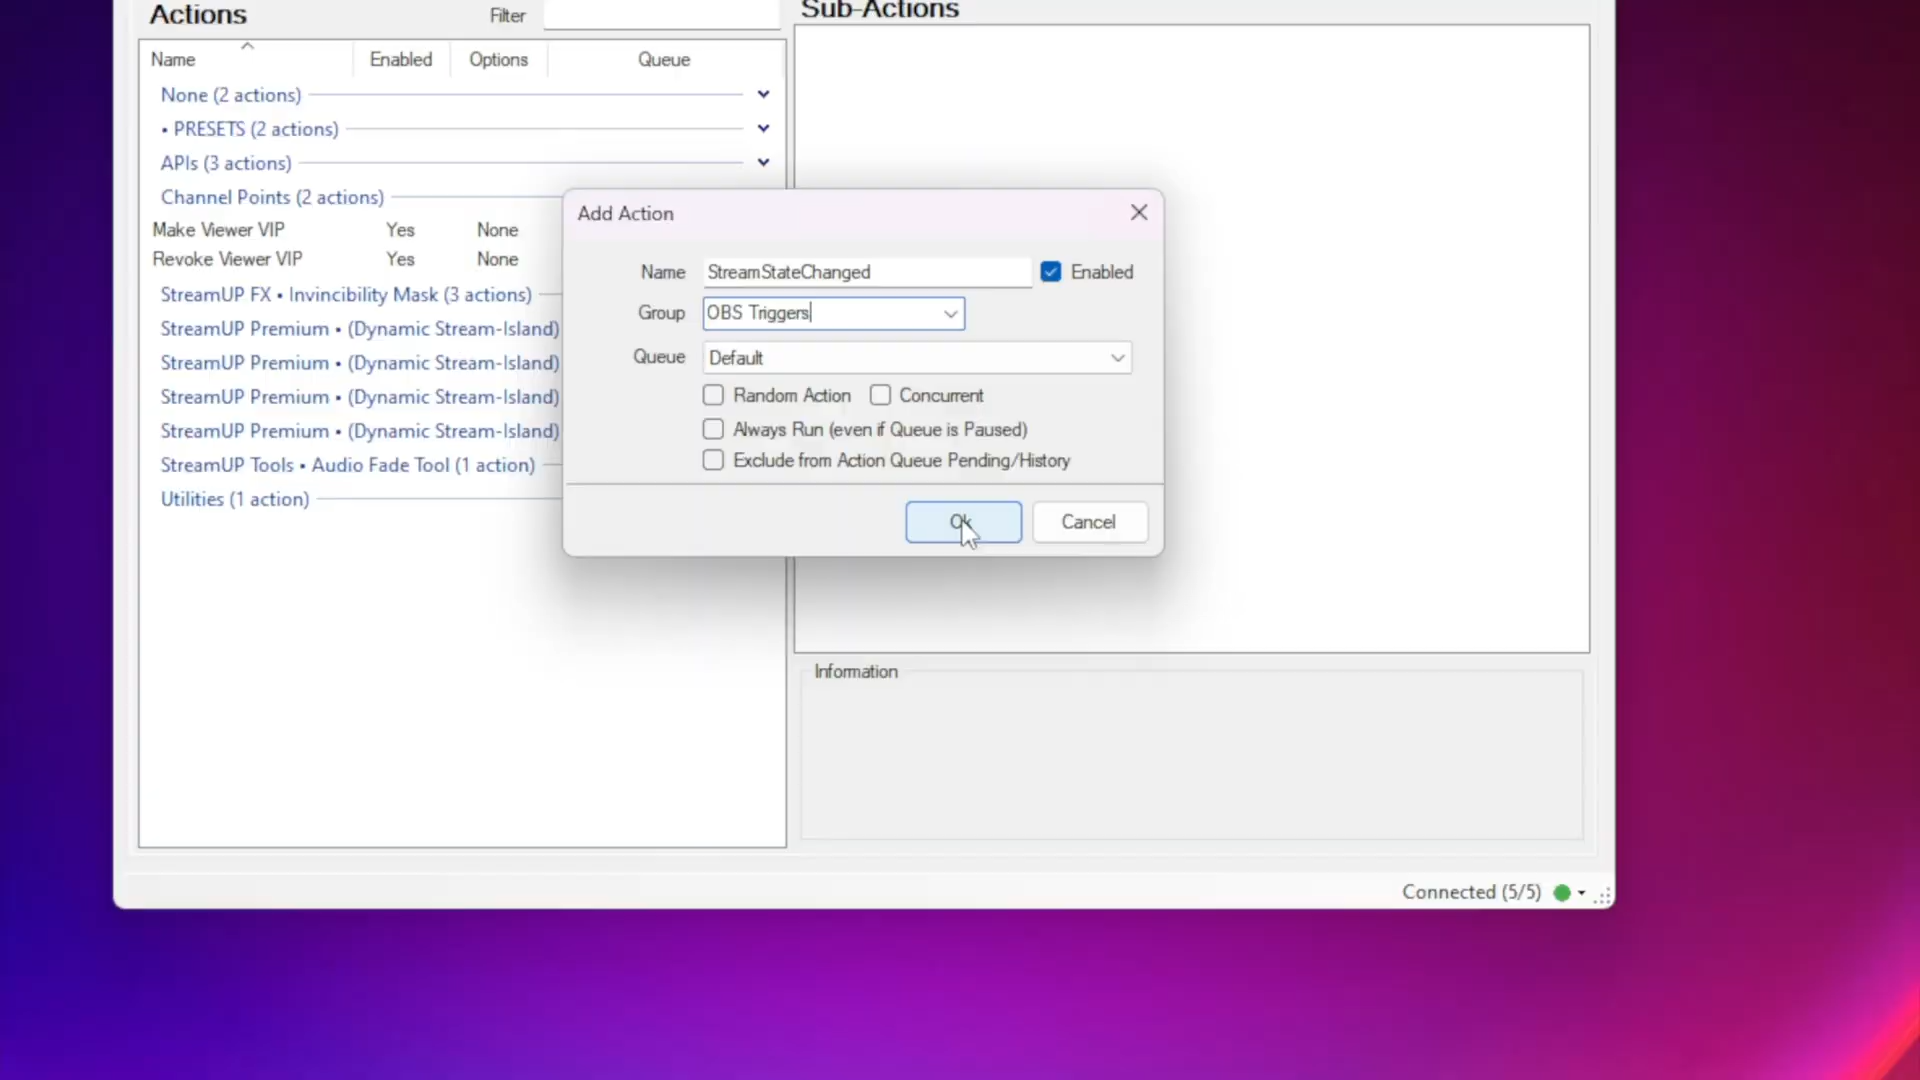 Actions
Filter
Sub-Actions
Name Enabled Options Queue
None (2 actions)
• PRESETS (2 actions)
APIs (3 actions)
Channel Points (2 actions)
Make Viewer VIP Yes None
Revoke Viewer VIP Yes None
StreamUP FX • Invincibility Mask (3 actions)
StreamUP Premium • (Dynamic Stream-Island)
StreamUP Premium • (Dynamic Stream-Island)
StreamUP Premium • (Dynamic Stream-Island)
StreamUP Premium • (Dynamic Stream-Island)
StreamUP Tools • Audio Fade Tool (1 action)
Utilities (1 action)
Add Action
Name StreamStateChanged Enabled
Group OBS Triggers
Queue Default
Random Action Concurrent
Always Run (even if Queue is Paused)
Exclude from Action Queue Pending/History
Ok Cancel
Information
Connected (5/5)